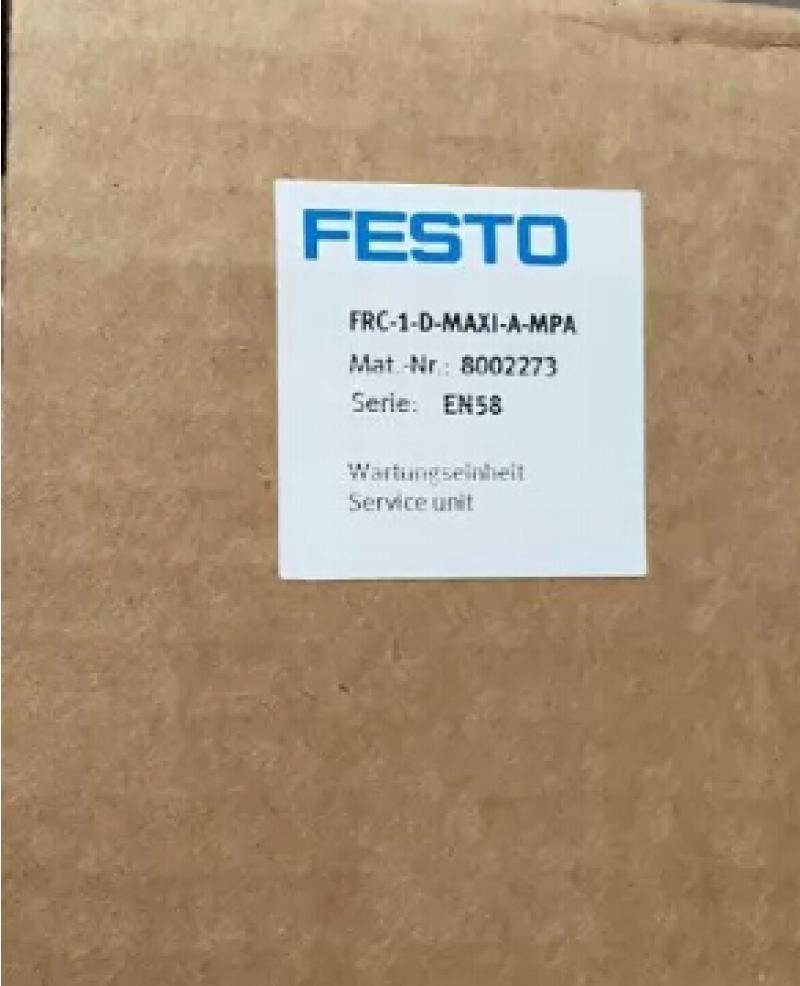 FESTO
FRC-1-D-MAXI-A-MPA
Mat.-Nr.: 8002273
Serie: EN58
Wartungseinheit
Service unit